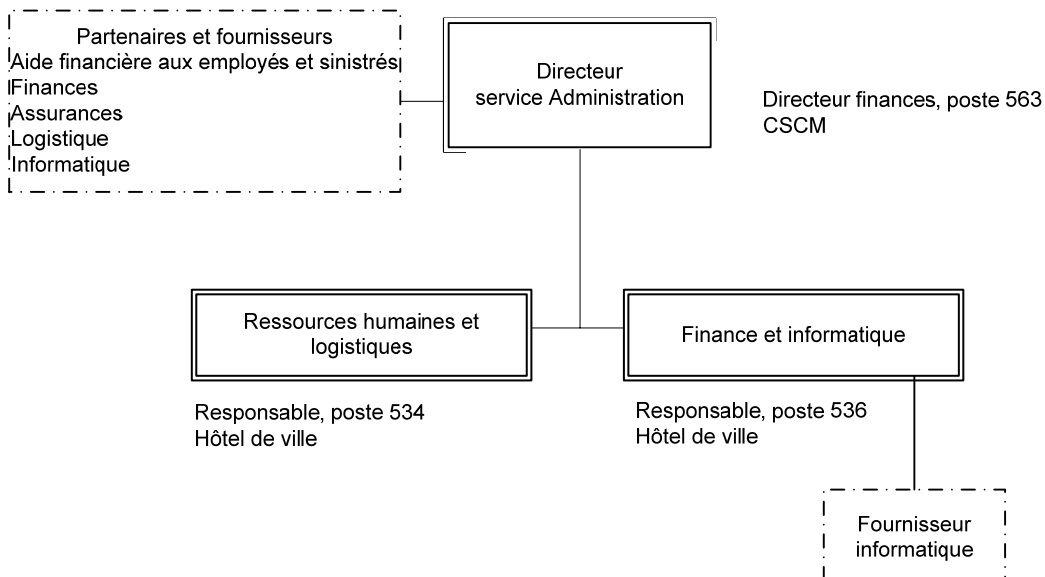 Partenaires et fournisseurs
Aide financière aux employés et sinistrés
Finances
Assurances
Logistique
Informatique
Directeur
service Administration
Directeur finances, poste 563
CSCM
Ressources humaines et
logistiques
Responsable, poste 534
Hôtel de ville
Finance et informatique
Responsable, poste 536
Hôtel de ville
Fournisseur
informatique